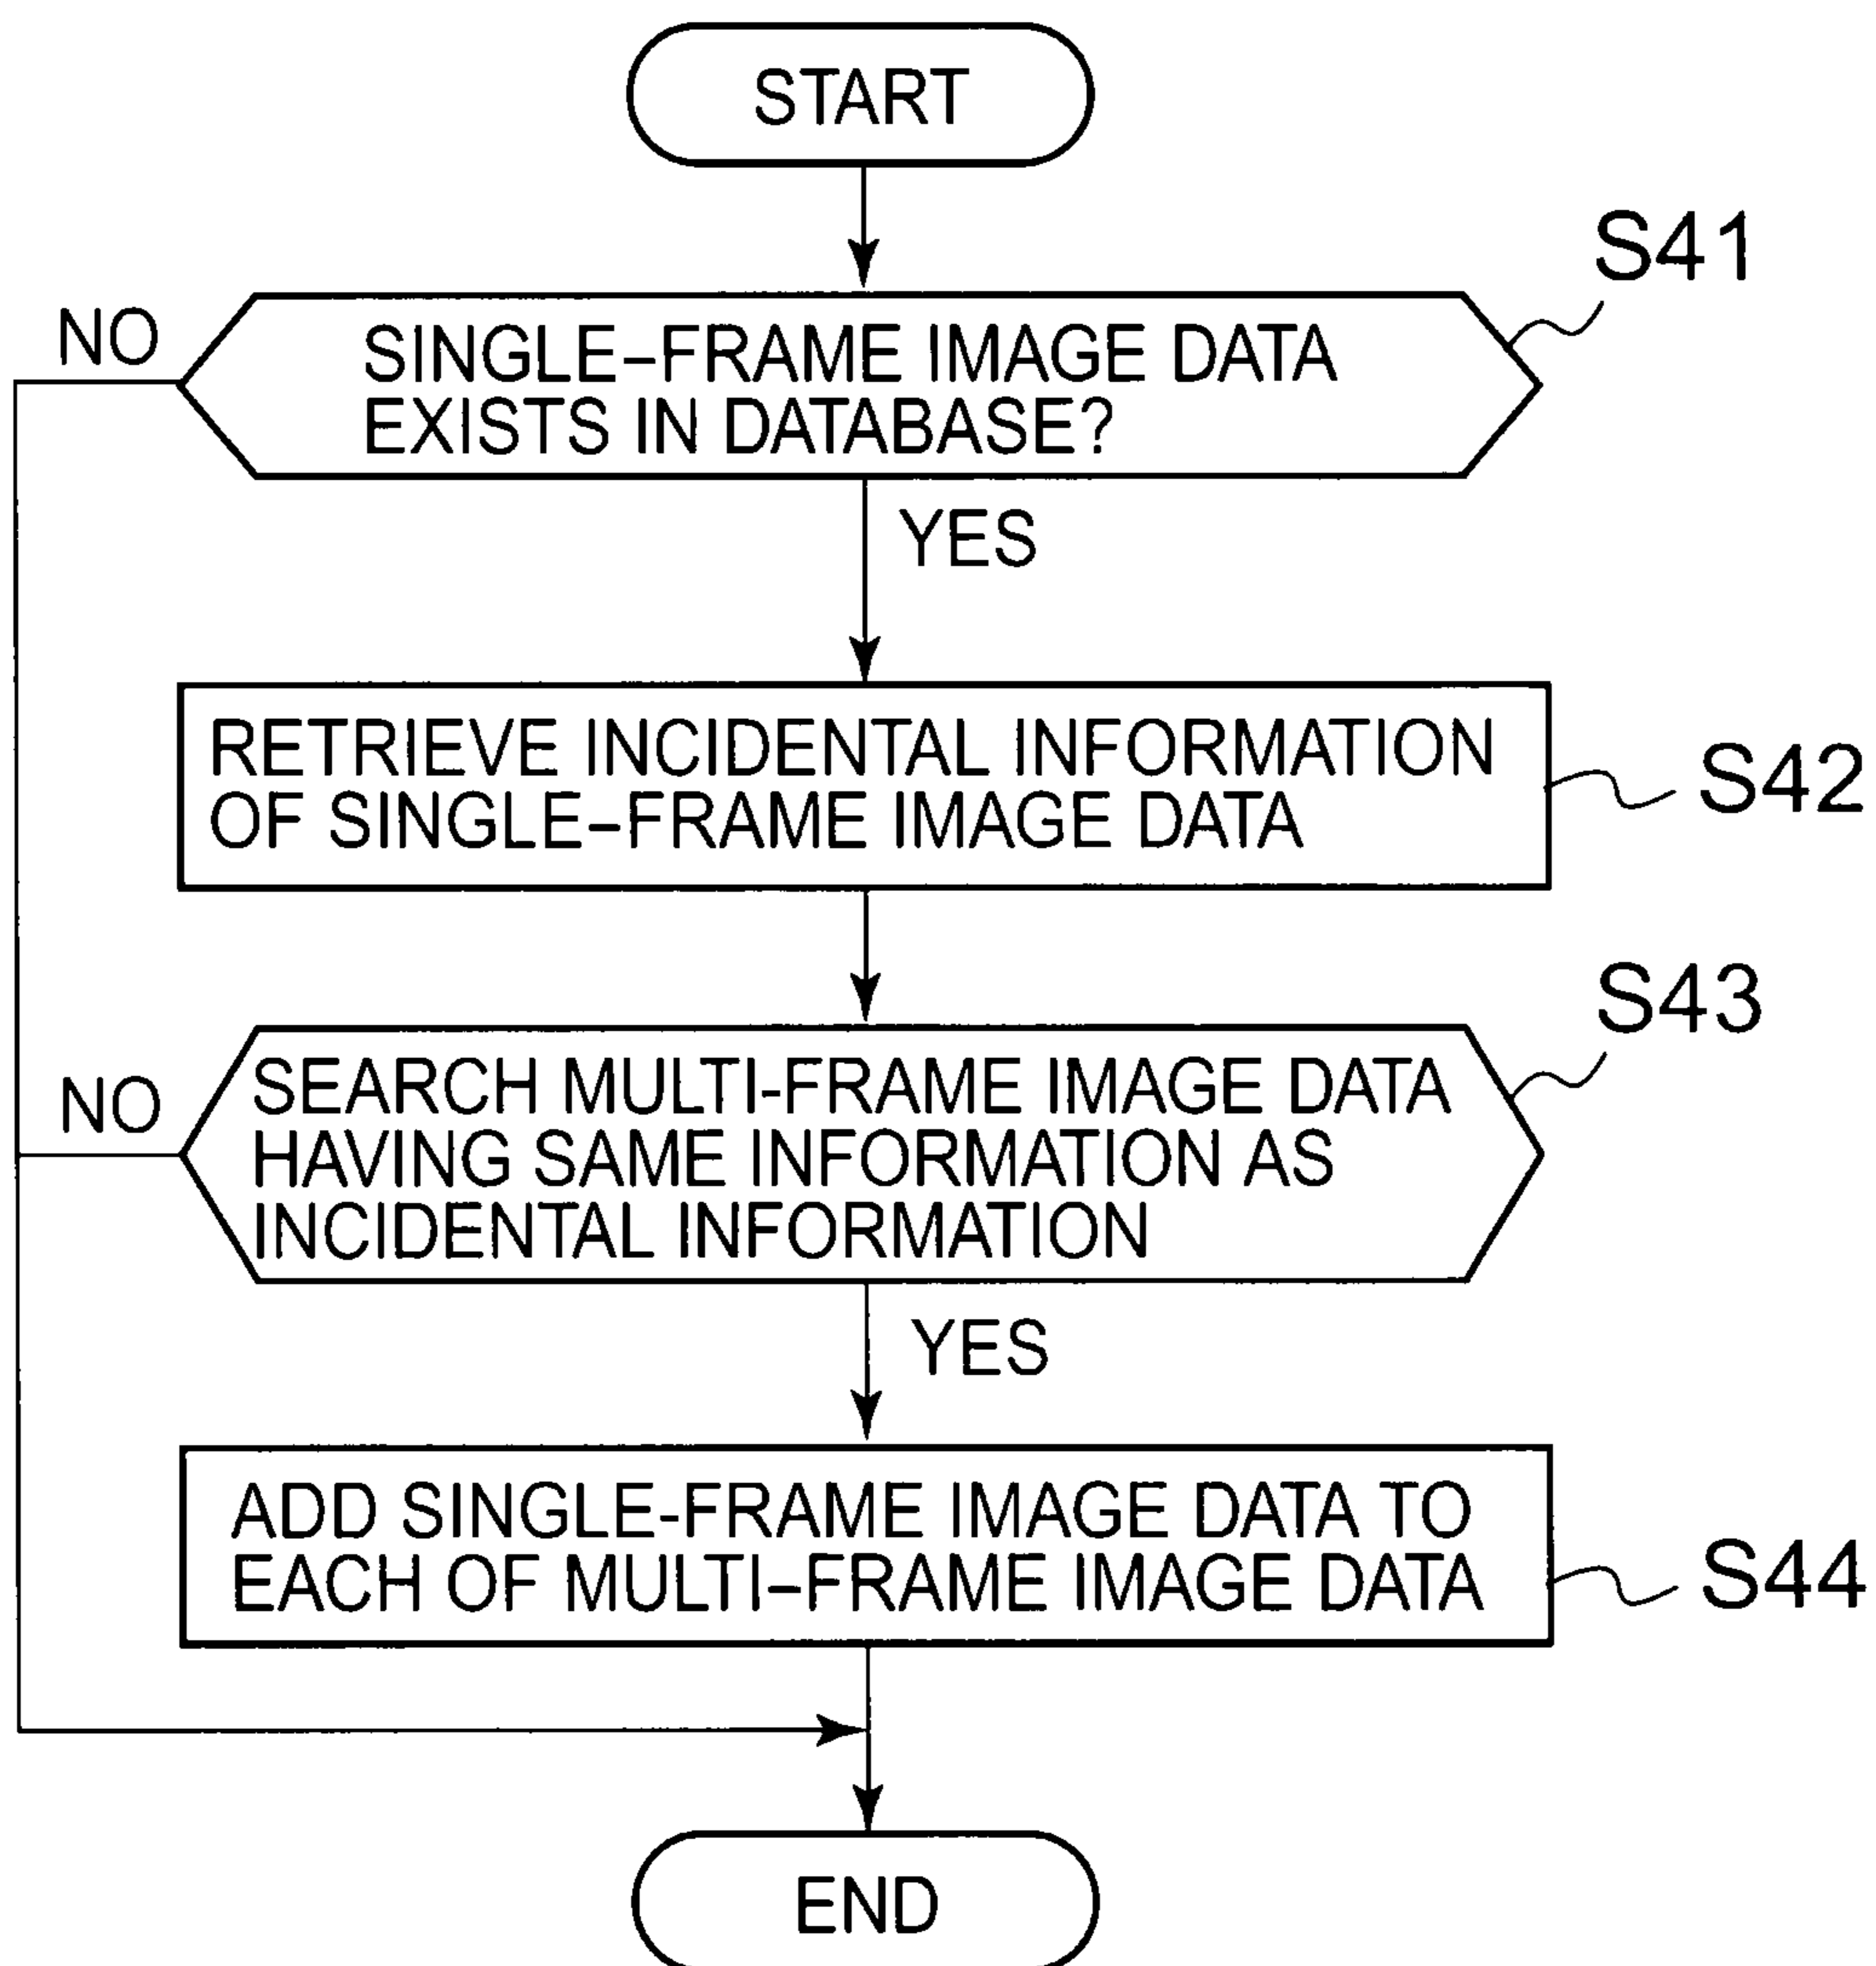 START
S41
NO
SINGLE-FRAME IMAGE DATA
EXISTS IN DATABASE?
YES
RETRIEVE INCIDENTAL INFORMATION
OF SINGLE-FRAME IMAGE DATA
S42
S43
NO
SEARCH MULTI-FRAME IMAGE DATA
HAVING SAME INFORMATION AS
INCIDENTAL INFORMATION
YES
ADD SINGLE-FRAME IMAGE DATA TO
EACH OF MULTI-FRAME IMAGE DATA
S44
END